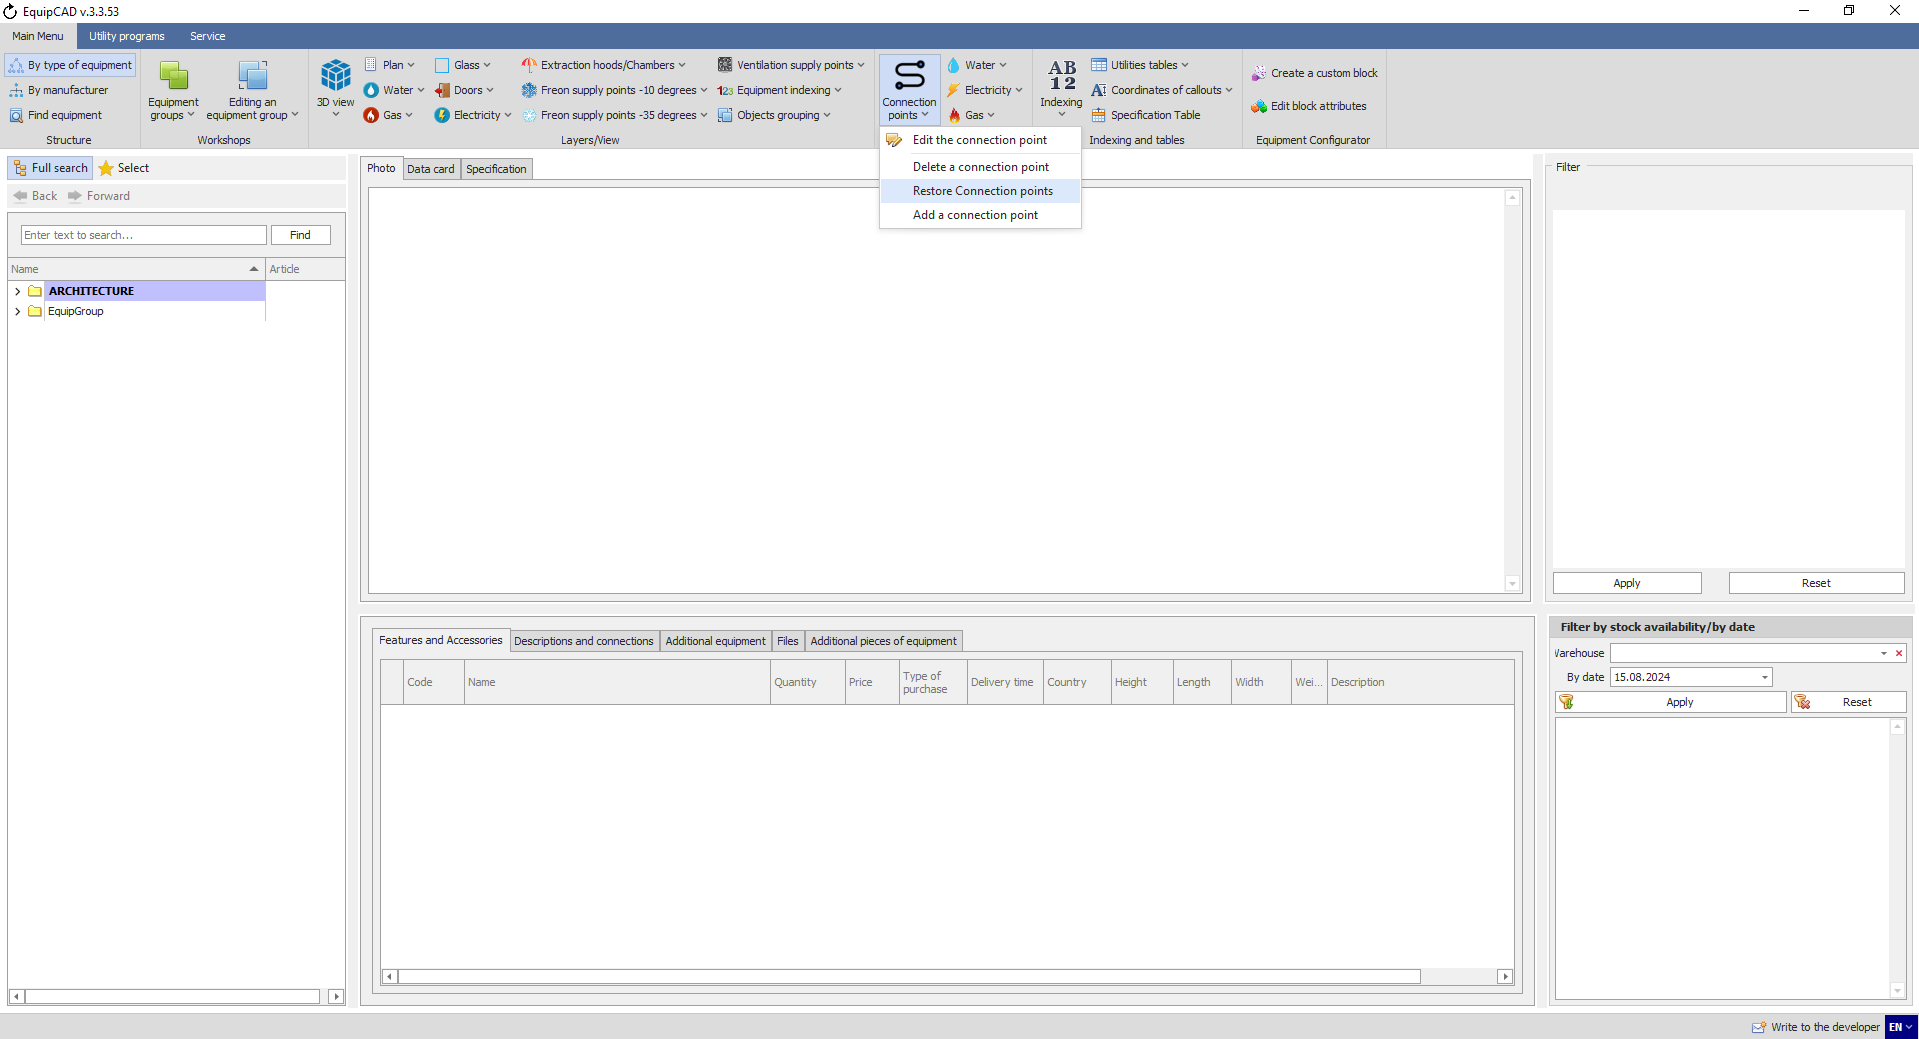 EquipCAD v.3.3.53
Main Menu
Utility programs
Service
By type of equipment
By manufacturer
Find equipment
Structure
Equipment
groups
Editing an
equipment group
Workshops
3D view
Plan
Water
Gas
Glass
Doors
Electricity
Extraction hoods/Chambers
Freon supply points -10 degrees
Freon supply points -35 degrees
Ventilation supply points
123 Equipment indexing
Objects grouping
Layers/View
Connection
points
Water
Electricity
Gas
AB
12
Indexing
Utilities tables
Coordinates of callouts
Specification Table
Indexing and tables
Create a custom block
Edit block attributes
Equipment Configurator
Edit the connection point
Delete a connection point
Restore Connection points
Add a connection point
Full search
Select
Back
Forward
Enter text to search...
Find
Name
Article
ARCHITECTURE
EquipGroup
Photo
Data card
Specification
Filter
Apply
Reset
Features and Accessories
Descriptions and connections
Additional equipment
Files
Additional pieces of equipment
Code
Name
Quantity
Price
Type of
purchase
Delivery time
Country
Height
Length
Width
Wei...
Description
Filter by stock availability/by date
Warehouse
By date
15.08.2024
Apply
Reset
Write to the developer
EN